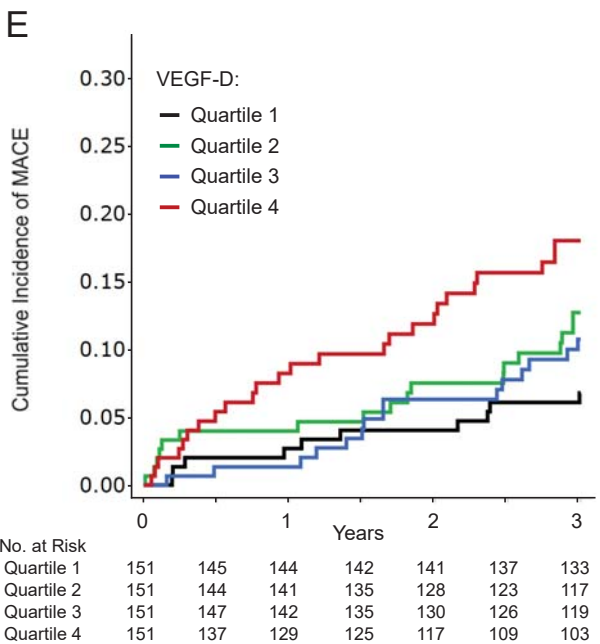 E
Cumulative Incidence of MACE
0.30
0.25
0.20
0.15
0.10
0.05
0.00
VEGF-D:
Quartile 1
Quartile 2
Quartile 3
Quartile 4
0 1 2 3
Years
No. at Risk
Quartile 1 151 145 144 142 141 137 133
Quartile 2 151 144 141 135 128 123 117
Quartile 3 151 147 142 135 130 126 119
Quartile 4 151 137 129 125 117 109 103